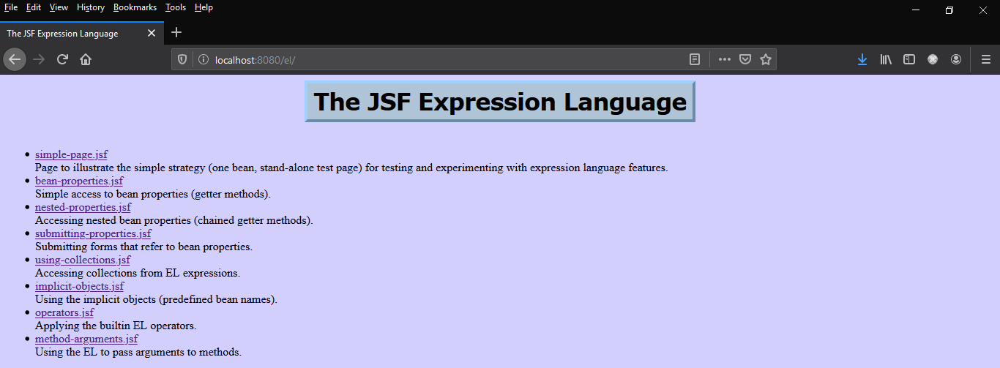 File Edit View History Bookmarks Tools Help
The JSF Expression Language
localhost:8080/el/
The JSF Expression Language
simple-page.jsf
Page to illustrate the simple strategy (one bean, stand-alone test page) for testing and experimenting with expression language features.
bean-properties.jsf
Simple access to bean properties (getter methods).
nested-properties.jsf
Accessing nested bean properties (chained getter methods).
submitting-properties.jsf
Submitting forms that refer to bean properties.
using-collections.jsf
Accessing collections from EL expressions.
implicit-objects.jsf
Using the implicit objects (predefined bean names).
operators.jsf
Applying the builtin EL operators.
method-arguments.jsf
Using the EL to pass arguments to methods.